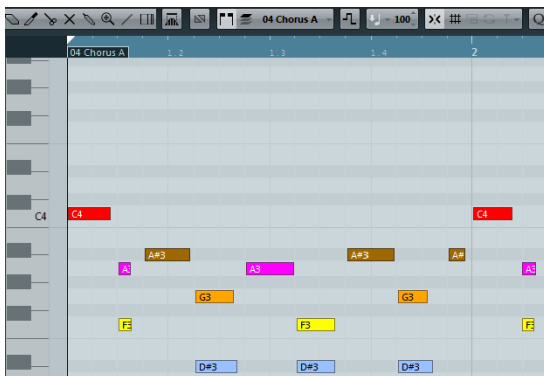 04 Chorus A 100 Q
04 Chorus A 1. 2 1. 3 1. 4 2
C4 C4 C4
A#3 A#3 A#
A3 A3 A3
G3 G3
F3 F3 F3
D#3 D#3 D#3